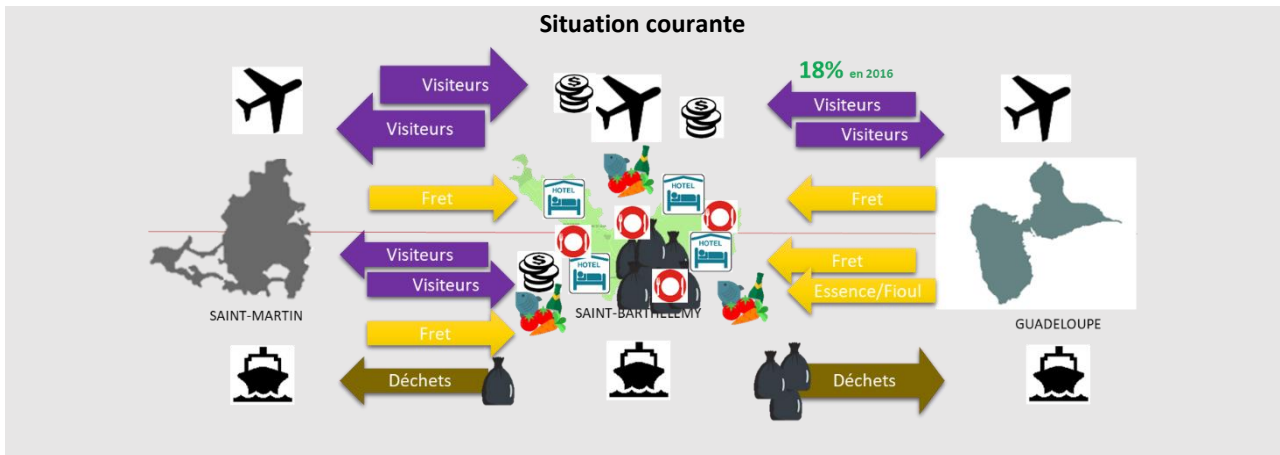 Situation courante
18% en 2016
Visiteurs
Visiteurs
Visiteurs
Visiteurs
HOTEL
HOTEL
Fret
Fret
Visiteurs
HOTEL
Fret
HOTEL
Visiteurs
Essence/Fioul
SAINT-MARTIN
SAINT-BARTHELEMY
GUADELOUPE
Fret
Déchets
Déchets